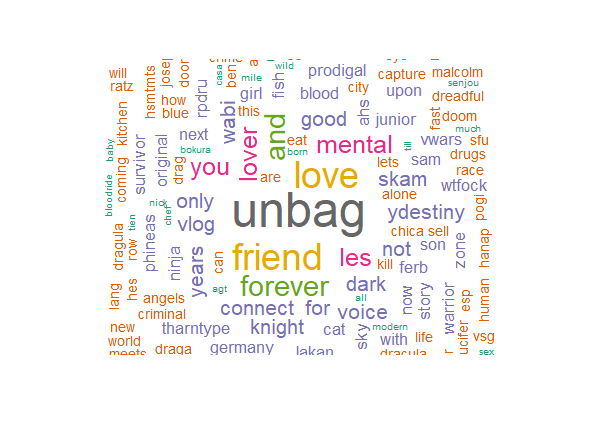 will
ratz
hsmtmts
josep
door
how
blue
rpdru
wabi
crime
a
ben
girl
this
mile
casa
wild
fish
prodigal
blood
city
ahs
capture
upon
malcolm
dreadful
senjou
doom
fast
much
sfu
baby
bloodride
kitchen
coming
survivor
original
next
drag
bokura
lover
and
eat
born
good
junior
till
vwars
drugs
race
pogi
you
are
love
mental
lets
sam
skam
alone
wtfock
nick
chef
tien
only
vlog
unbag
ydestiny
chica
sell
dragula
row
hes
lang
phineas
ninja
years
can
agt
friend
les
not
son
kill
ferb
zone
hanap
forever
dark
all
angels
criminal
connect
for
voice
now
story
warrior
esp
human
new
world
meets
tharntype
draga
knight
germany
cat
lakan
sky
modern
with
life
dracula
r
ucifer
vsg
sex